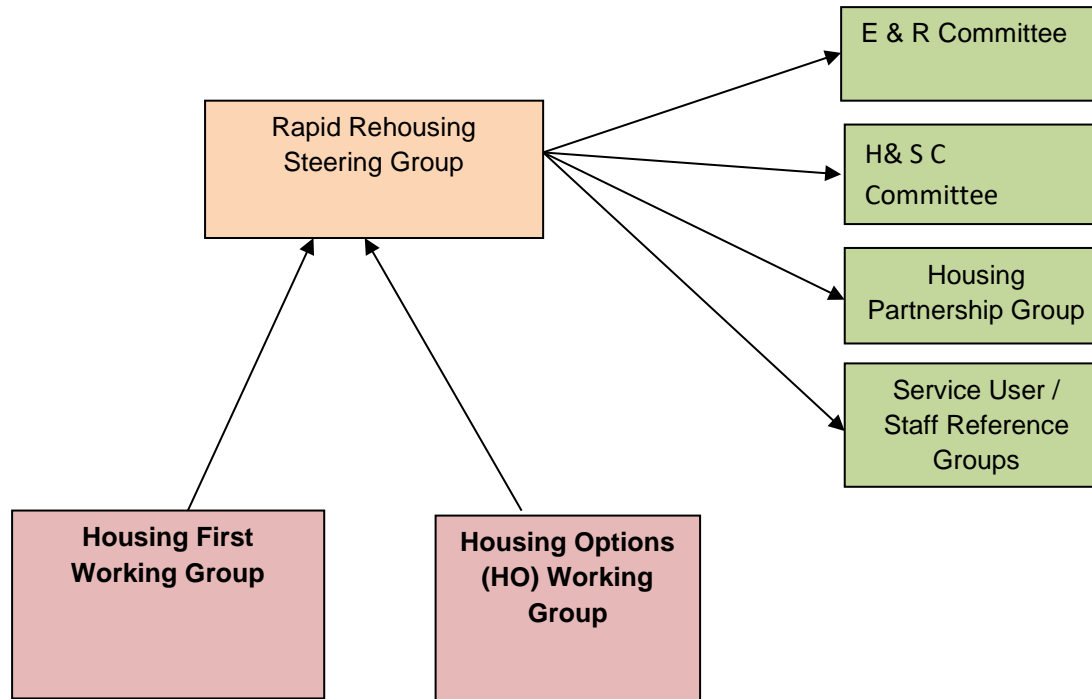 E & R Committee
Rapid Rehousing
Steering Group
H& S C
Committee
Housing
Partnership Group
Service User /
Staff Reference
Groups
Housing First
Working Group
Housing Options
(HO) Working
Group